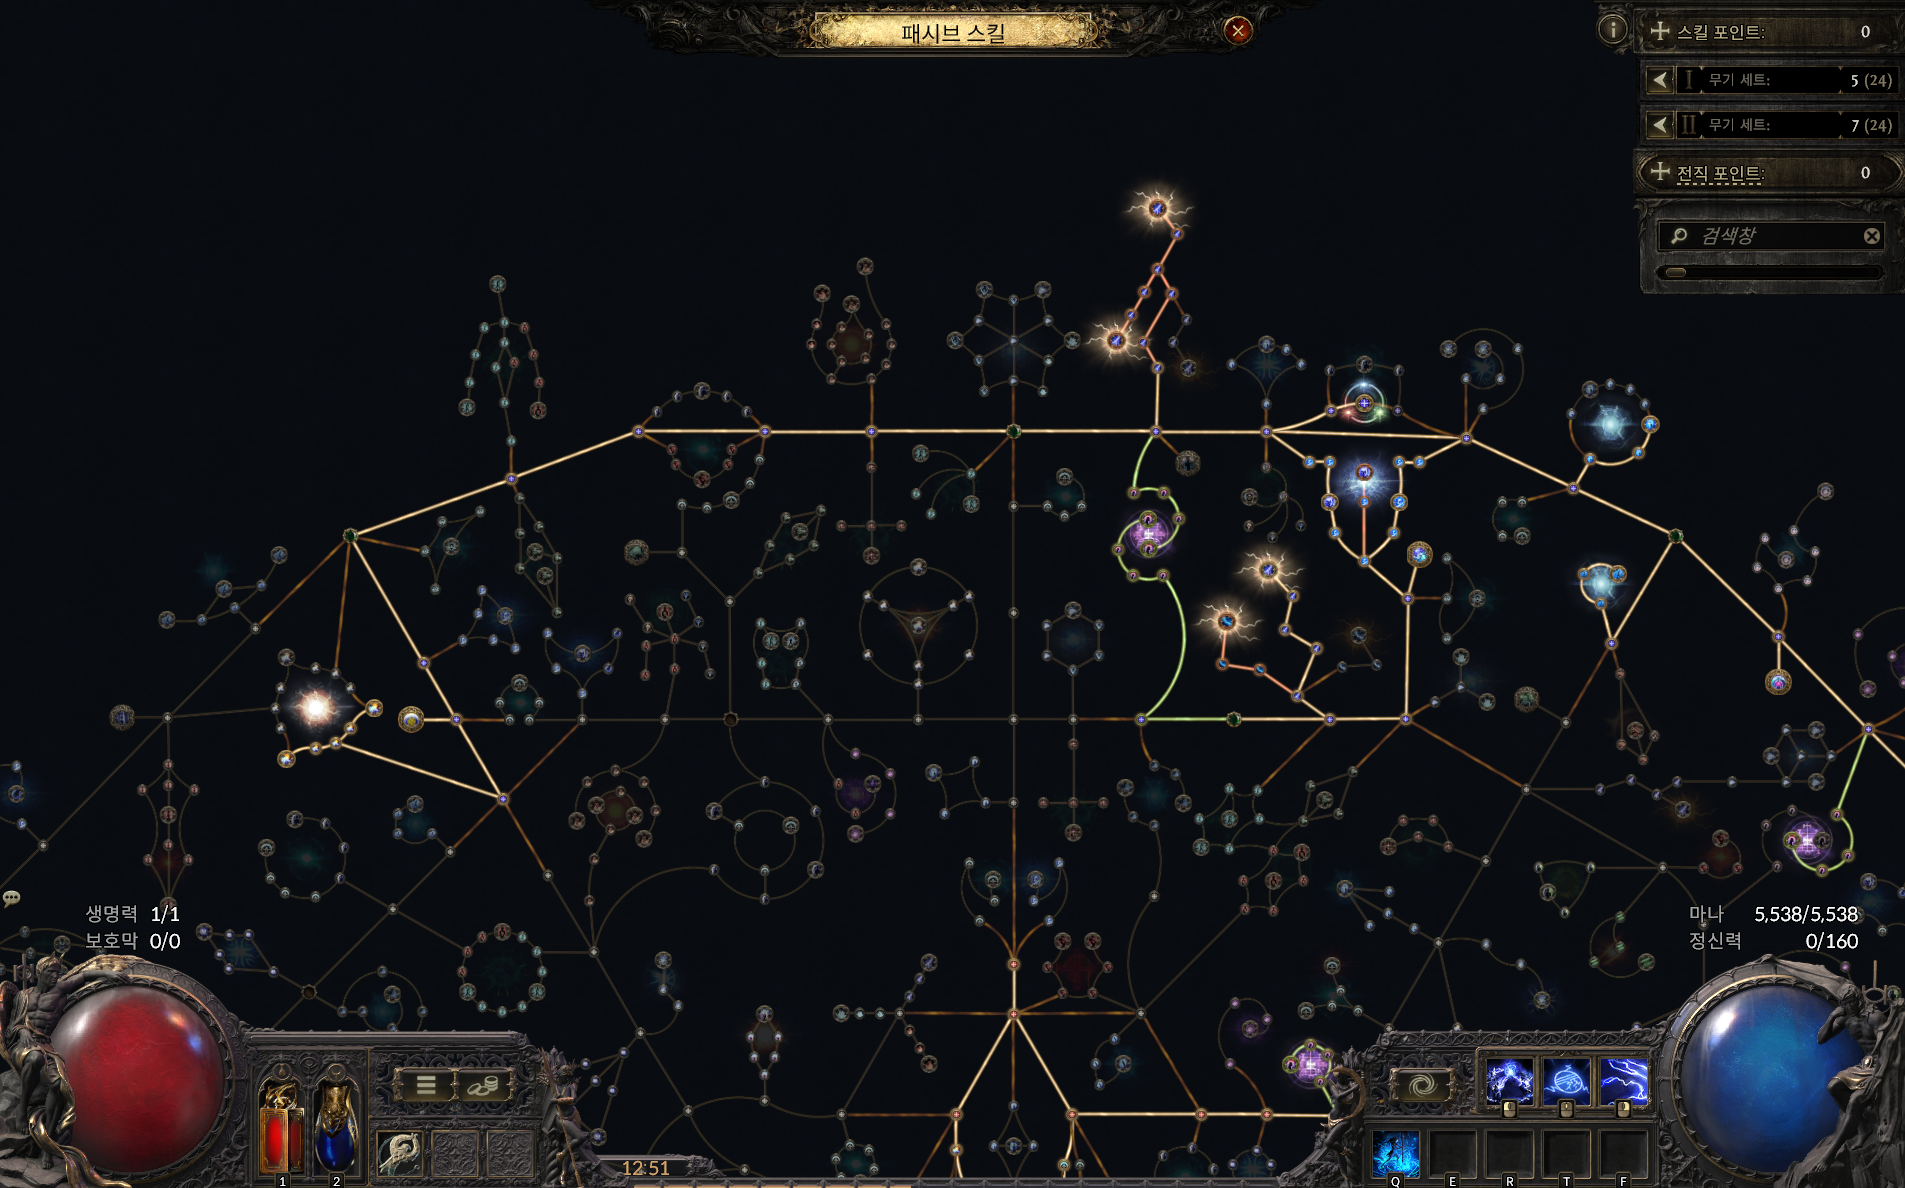 패시브 스킬
스킬 포인트: 0
I 무기 세트: 5 (24)
II 무기 세트: 7 (24)
전직 포인트: 0
검색창
생명력 1/1
보호막 0/0
마나 5,538/5,538
정신력 0/160
12:51
1 2
Q E R T F